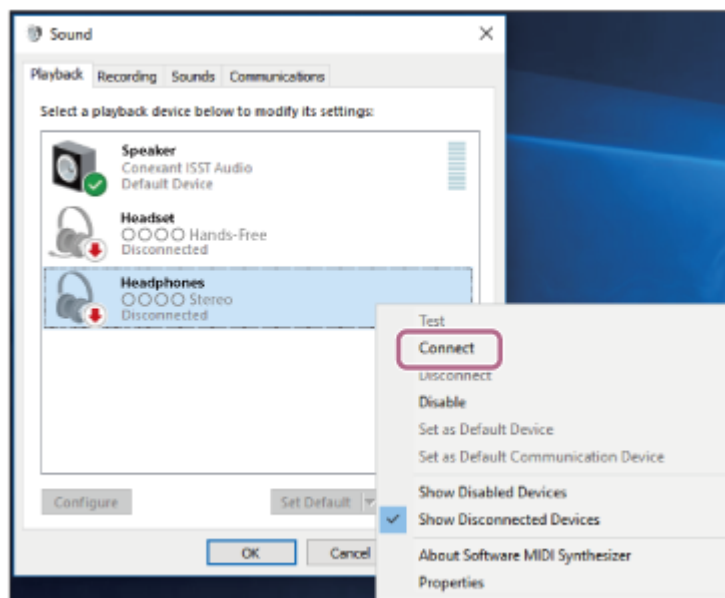 Sound
Playback Recording Sounds Communications
Select a playback device below to modify its settings:
Speaker
Conexant ISST Audio
Default Device
Headset
○○○○ Hands-Free
Disconnected
Headphones
○○○○ Stereo
Disconnected
Test
Connect
Disconnect
Disable
Set as Default Device
Set as Default Communication Device
Show Disabled Devices
Show Disconnected Devices
About Software MIDI Synthesizer
Properties
Configure Set Default
OK Cancel